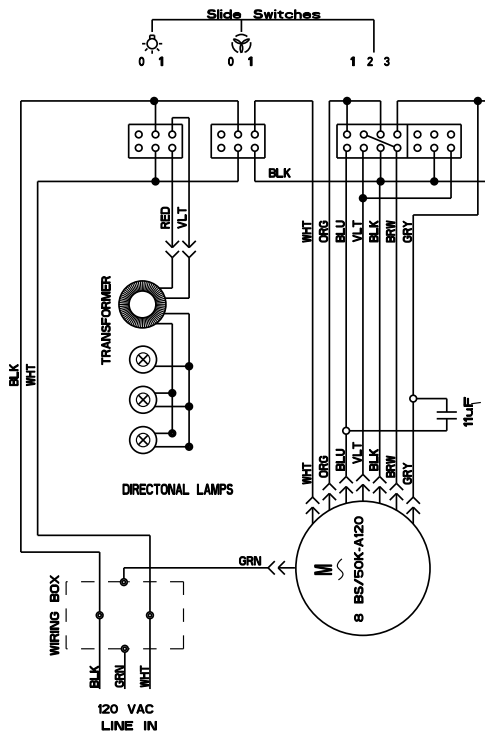 Slide Switches
0 1
0 1
1 2 3
BLK
RED
VLT
WHT
ORG
BLU
VLT
BLK
BRW
GRY
TRANSFORMER
BLK
WHT
11uF
WHT
ORG
BLU
VLT
BLK
BRW
GRY
DIRECTONAL LAMPS
GRN
M
8 BS/50K-A120
WIRING BOX
BLK
GRN
WHT
120 VAC
LINE IN